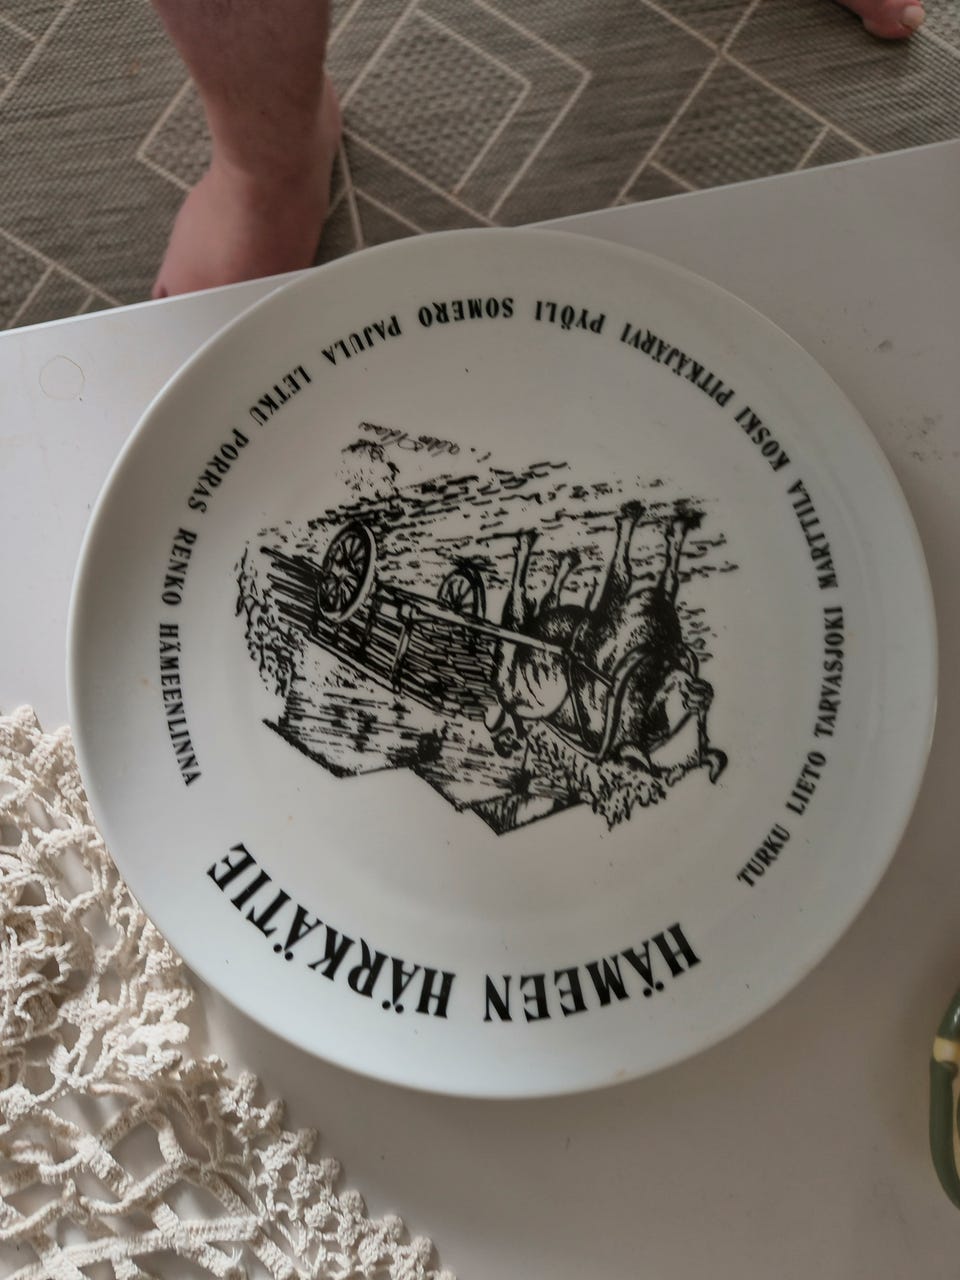 HÄMEEN HÄRKÄTIE
TURKU LIETO TARVASJOKI MARTTILA KOSKI PITKÄJÄRVI PYÖLI SOMERO PAJULA LETKU PORRAS RENKO HÄMEENLINNA